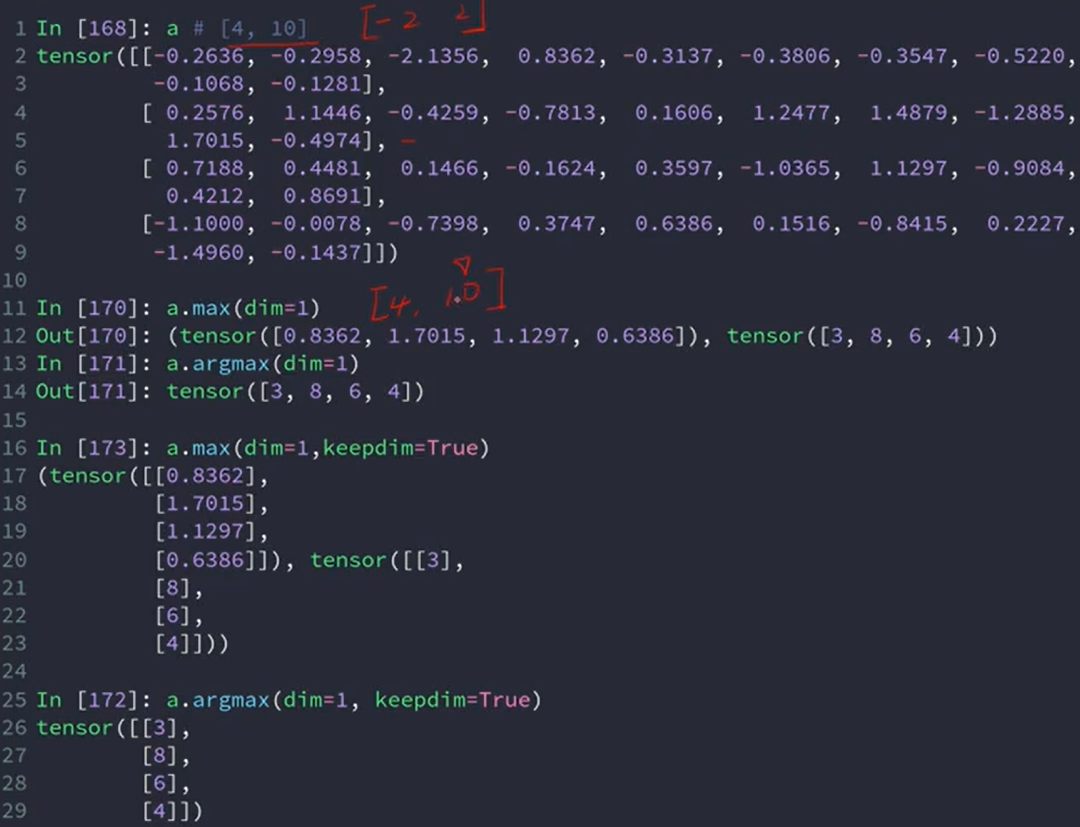 1 In [168]: a # [4, 10] [-2 2]
2 tensor([[-0.2636, -0.2958, -2.1356, 0.8362, -0.3137, -0.3806, -0.3547, -0.5220,
3 -0.1068, -0.1281],
4 [ 0.2576, 1.1446, -0.4259, -0.7813, 0.1606, 1.2477, 1.4879, -1.2885,
5 1.7015, -0.4974],
6 [ 0.7188, 0.4481, 0.1466, -0.1624, 0.3597, -1.0365, 1.1297, -0.9084,
7 0.4212, 0.8691],
8 [-1.1000, -0.0078, -0.7398, 0.3747, 0.6386, 0.1516, -0.8415, 0.2227,
9 -1.4960, -0.1437]])
10
11 In [170]: a.max(dim=1) [4, 10]
12 Out[170]: (tensor([0.8362, 1.7015, 1.1297, 0.6386]), tensor([3, 8, 6, 4]))
13 In [171]: a.argmax(dim=1)
14 Out[171]: tensor([3, 8, 6, 4])
15
16 In [173]: a.max(dim=1,keepdim=True)
17 (tensor([[0.8362],
18 [1.7015],
19 [1.1297],
20 [0.6386]]), tensor([[3],
21 [8],
22 [6],
23 [4]]))
24
25 In [172]: a.argmax(dim=1, keepdim=True)
26 tensor([[3],
27 [8],
28 [6],
29 [4]])